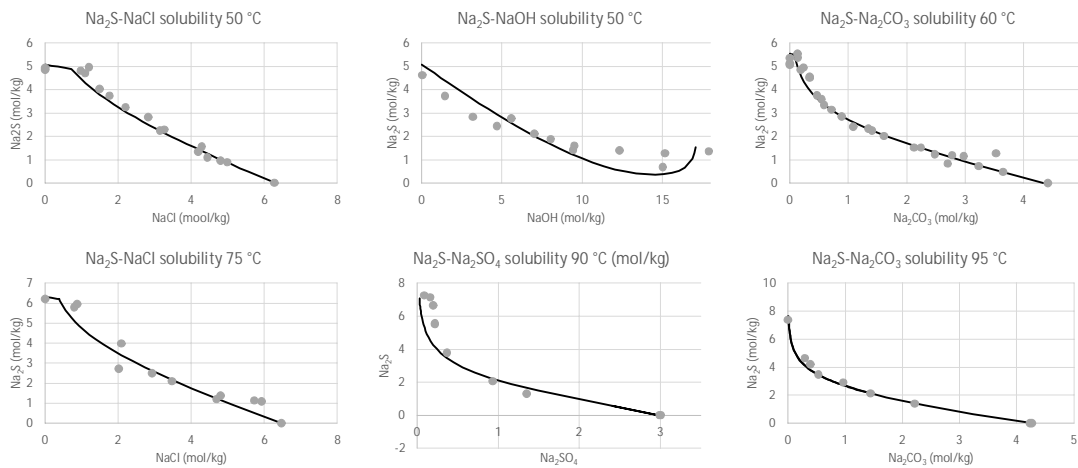 Na₂S-NaCl solubility 50 °C
6
5
4
3
2
1
0
Na2S (mol/kg)
0 2 4 6 8
NaCl (mool/kg)
Na₂S-NaOH solubility 50 °C
6
5
4
3
2
1
0
Na₂S (mol/kg)
0 5 10 15
NaOH (mol/kg)
Na₂S-Na₂CO₃ solubility 60 °C
6
5
4
3
2
1
0
Na₂S (mol/kg)
0 1 2 3 4
Na₂CO₃ (mol/kg)
Na₂S-NaCl solubility 75 °C
7
6
5
4
3
2
1
0
Na₂S (mol/kg)
0 2 4 6 8
NaCl (mol/kg)
Na₂S-Na₂SO₄ solubility 90 °C (mol/kg)
8
6
4
2
0
-2
Na₂S
0 1 2 3
Na₂SO₄
Na₂S-Na₂CO₃ solubility 95 °C
10
8
6
4
2
0
Na₂S (mol/kg)
0 1 2 3 4 5
Na₂CO₃ (mol/kg)